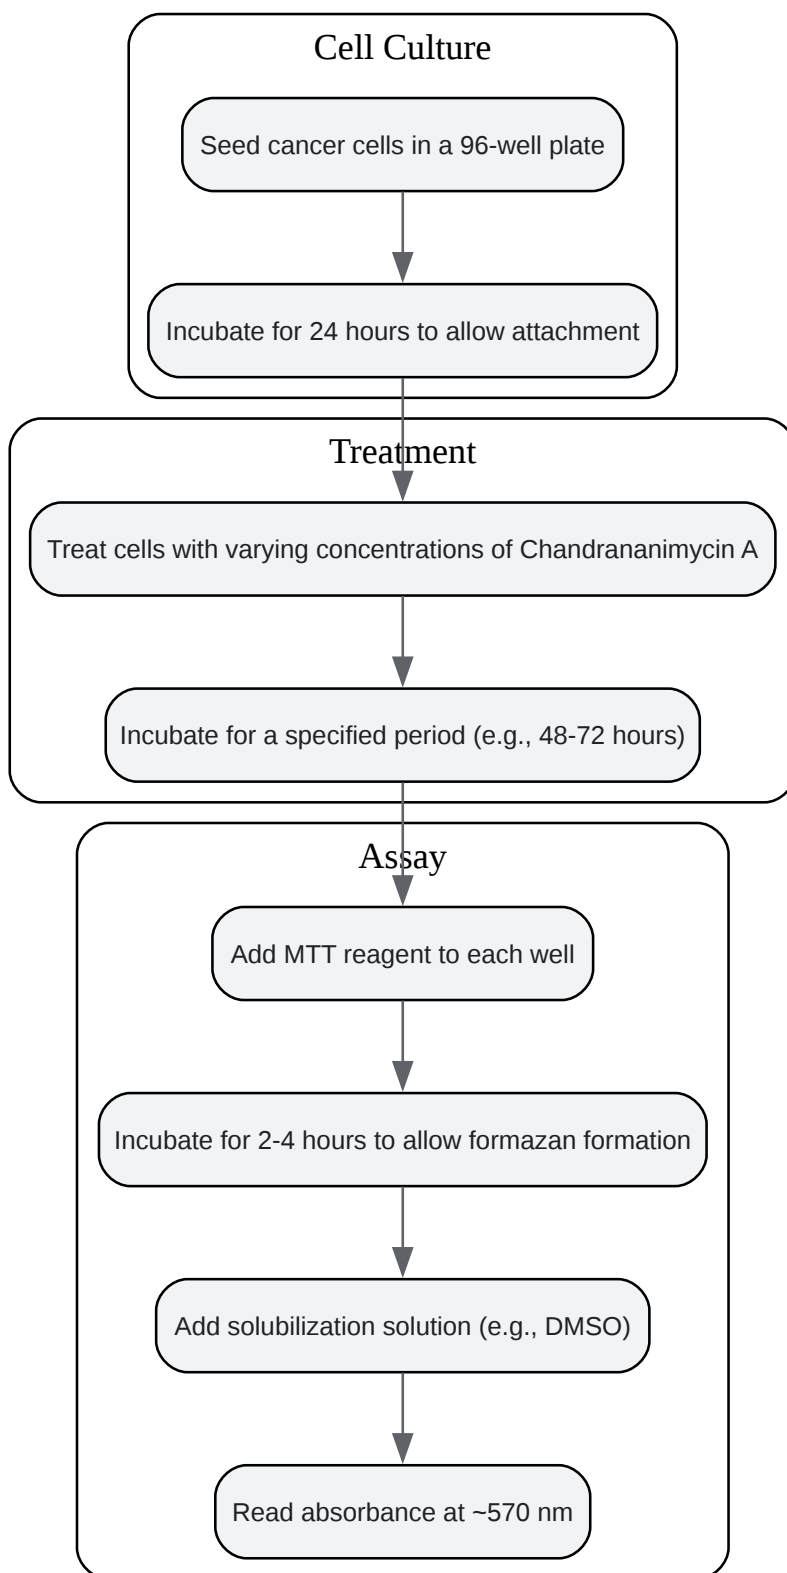 Cell Culture
Seed cancer cells in a 96-well plate
Incubate for 24 hours to allow attachment
Treatment
Treat cells with varying concentrations of Chandrananimycin A
Incubate for a specified period (e.g., 48-72 hours)
Assay
Add MTT reagent to each well
Incubate for 2-4 hours to allow formazan formation
Add solubilization solution (e.g., DMSO)
Read absorbance at ~570 nm